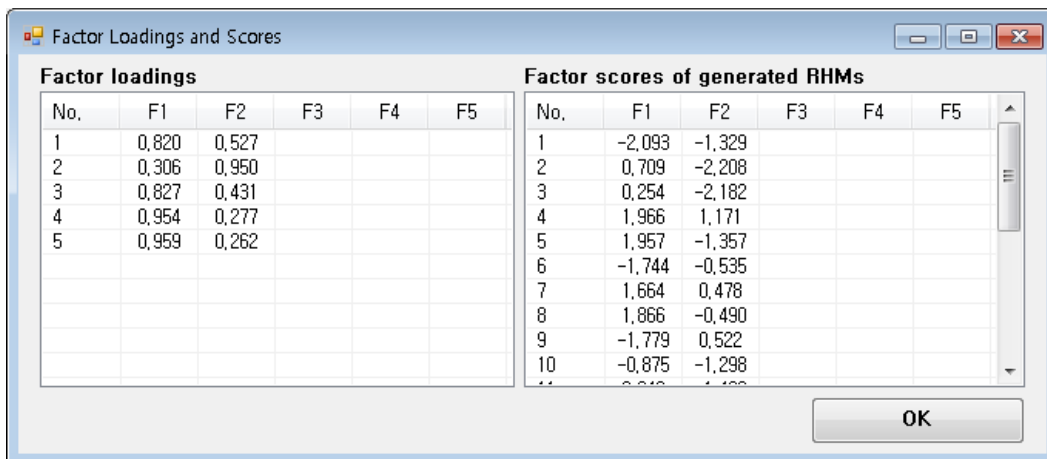 Factor Loadings and Scores
Factor loadings
No. F1 F2 F3 F4 F5
1 0.820 0.527
2 0.306 0.950
3 0.827 0.431
4 0.954 0.277
5 0.959 0.262
Factor scores of generated RHMs
No. F1 F2 F3 F4 F5
1 -2.093 -1.329
2 0.709 -2.208
3 0.254 -2.182
4 1.966 1.171
5 1.957 -1.357
6 -1.744 -0.535
7 1.664 0.478
8 1.866 -0.490
9 -1.779 0.522
10 -0.875 -1.298
OK